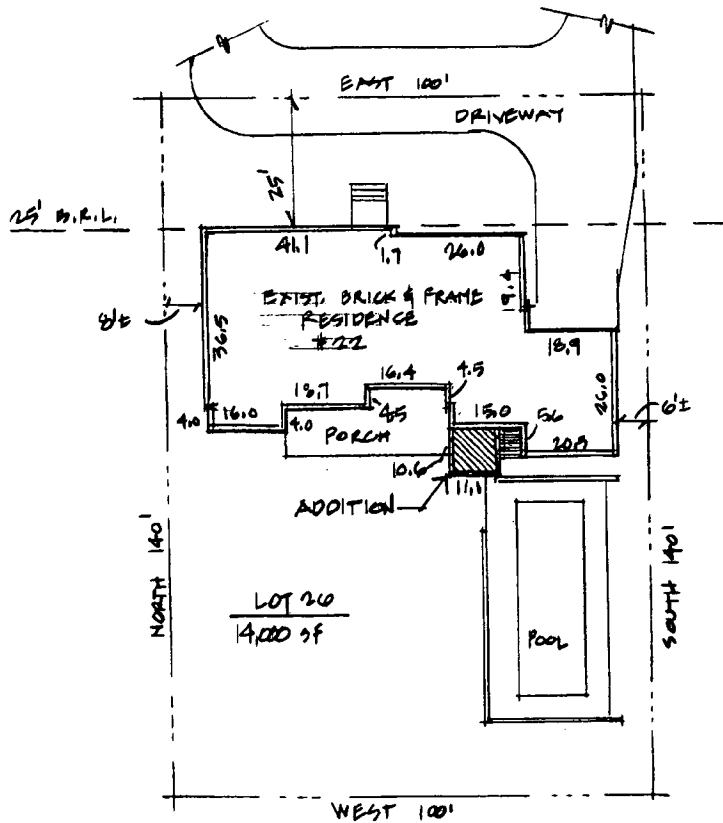 EAST 100'
DRIVEWAY
25'
25' B.R.L.
41.1
1.7
26.0
EXIST. BRICK & FRAME
RESIDENCE
#22
8'±
36.5
18.9
16.4
4.5
18.7
4.5
4.0
16.0
4.0
PORCH
15.0
5.6
26.0
6'±
20.5
10.6
11.1
ADDITION
NORTH 140'
SOUTH 140'
LOT 26
14,000 SF
POOL
WEST 100'